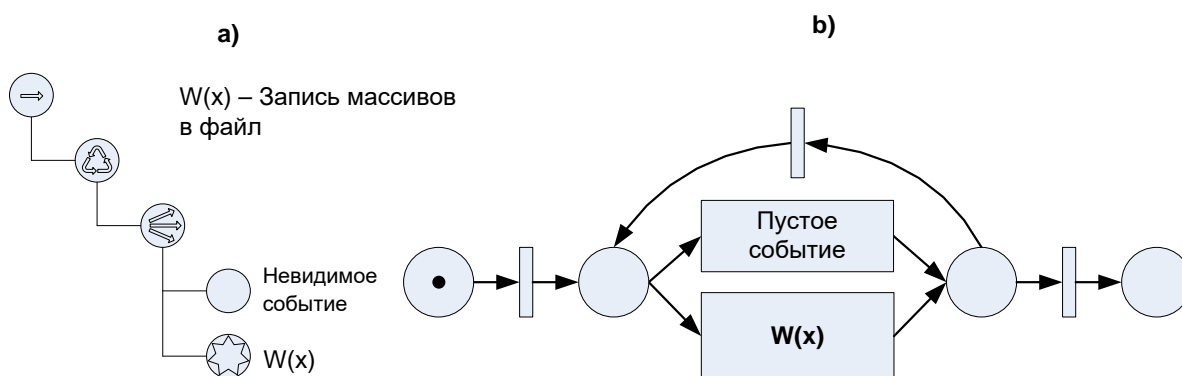 a)
b)
W(x) – Запись массивов
в файл
Пустое
событие
Невидимое
событие
W(x)
W(x)